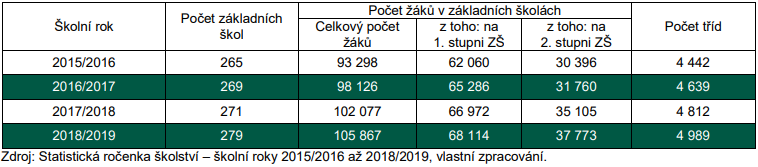 Školní rok Počet základních škol Počet žáků v základních školách Počet tříd
Celkový počet žáků z toho: na 1. stupni ZŠ z toho: na 2. stupni ZŠ
2015/2016 265 93 298 62 060 30 396 4 442
2016/2017 269 98 126 65 286 31 760 4 639
2017/2018 271 102 077 66 972 35 105 4 812
2018/2019 279 105 867 68 114 37 773 4 989
Zdroj: Statistická ročenka školství – školní roky 2015/2016 až 2018/2019, vlastní zpracování.